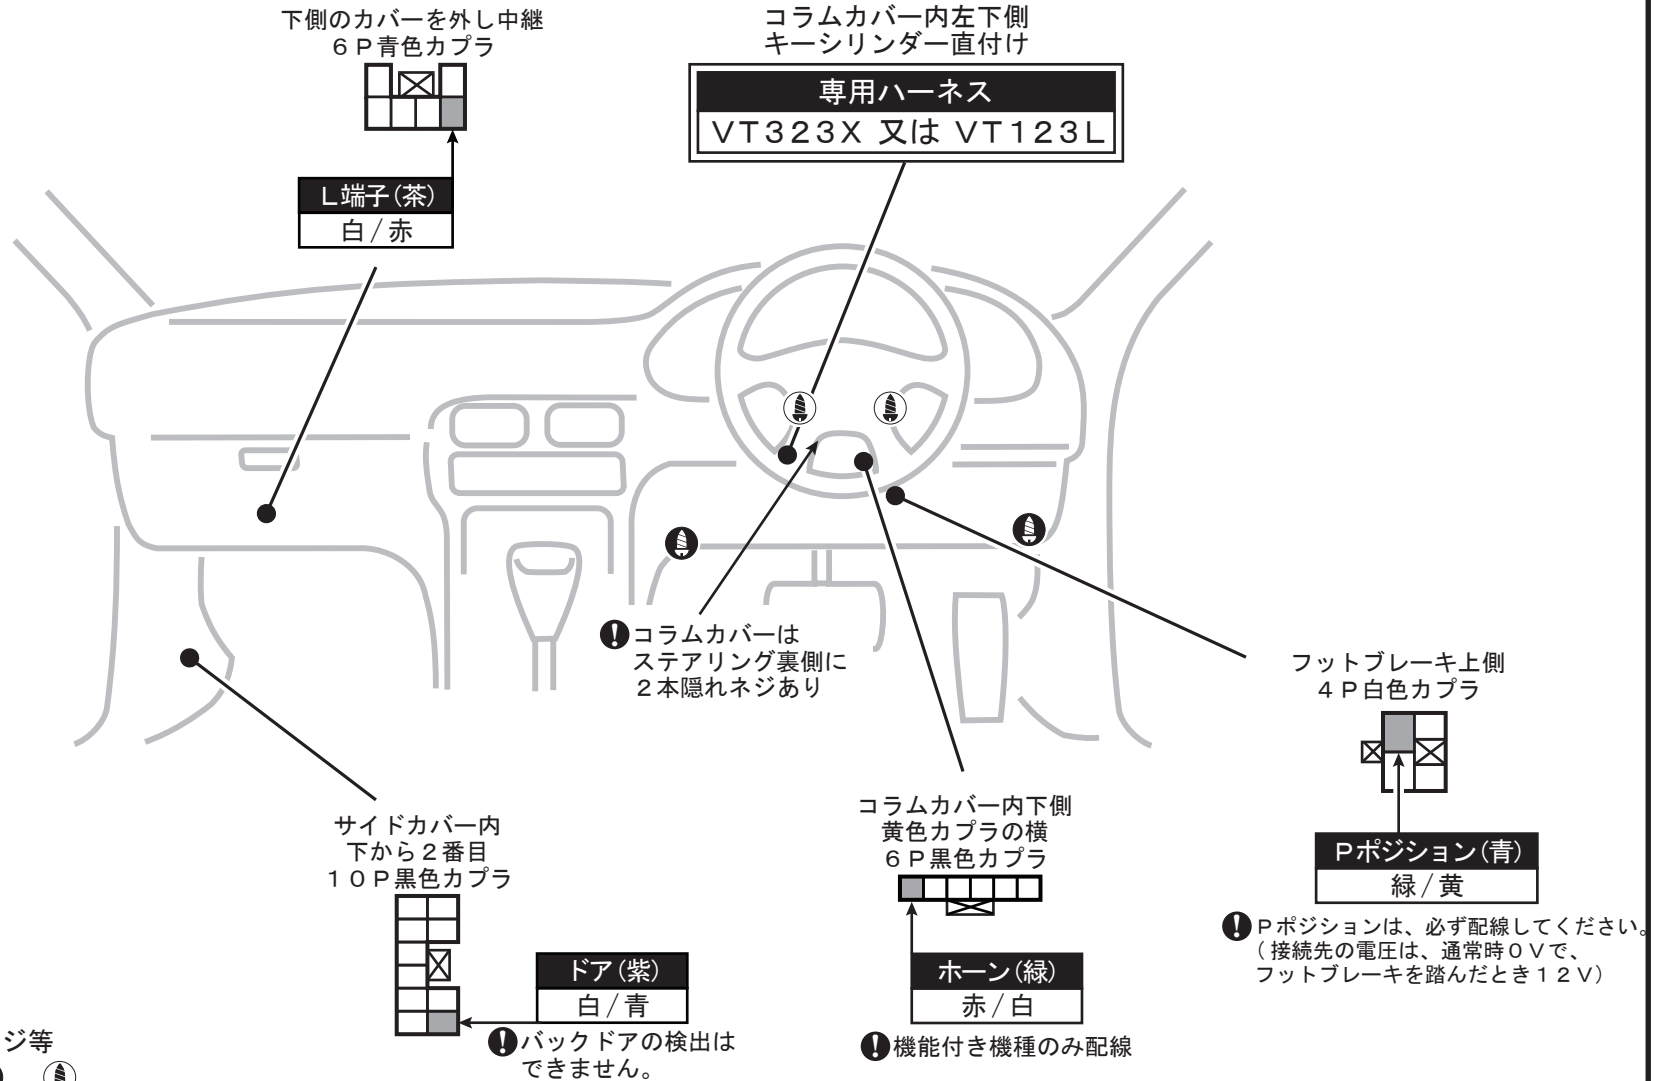 下側のカバーを外し中継
６Ｐ青色カプラ
Ｌ端子（茶）
白／赤
コラムカバー内左下側
キーシリンダー直付け
専用ハーネス
ＶＴ３２３Ｘ 又は ＶＴ１２３Ｌ
コラムカバーは
ステアリング裏側に
２本隠れネジあり
フットブレーキ上側
４Ｐ白色カプラ
Ｐポジション（青）
緑／黄
Ｐポジションは、必ず配線してください。
（接続先の電圧は、通常時０Ｖで、
フットブレーキを踏んだとき１２Ｖ）
サイドカバー内
下から２番目
１０Ｐ黒色カプラ
ドア（紫）
白／青
バックドアの検出は
できません。
コラムカバー内下側
黄色カプラの横
６Ｐ黒色カプラ
ホーン（緑）
赤／白
機能付き機種のみ配線
ジ等